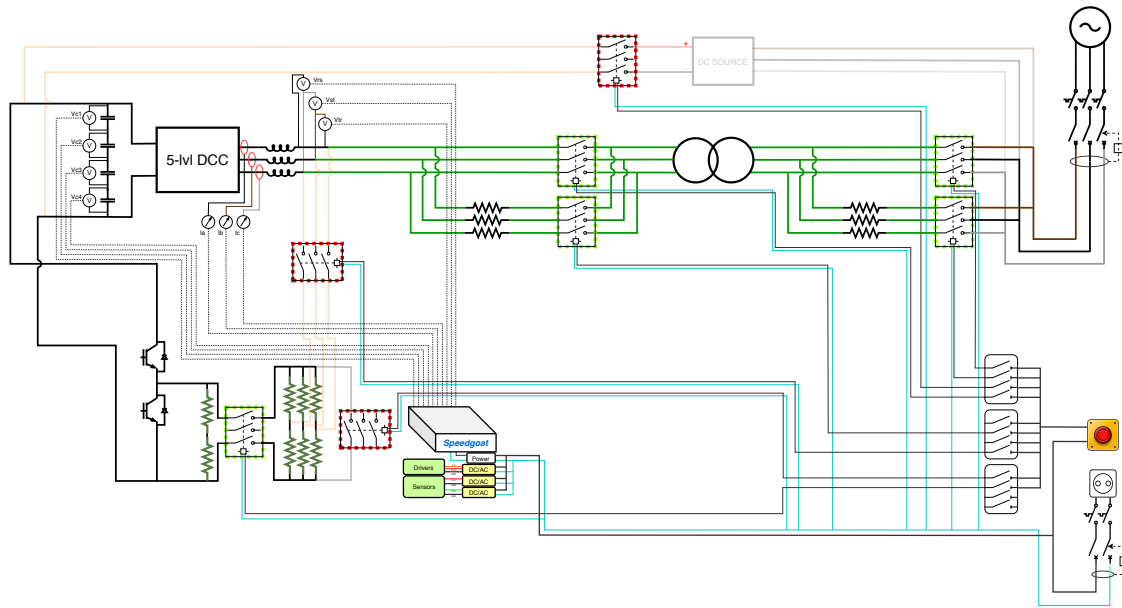 DC SOURCE
+
Vrs
V
Vst
V
Vtr
V
Vc1
V
Vc2
V
Vc3
V
Vc4
V
5-lvl DCC
Ia
Ib
Ic
Speedgoat
Power
Drivers
DC/AC
Sensors
DC/AC
DC/AC